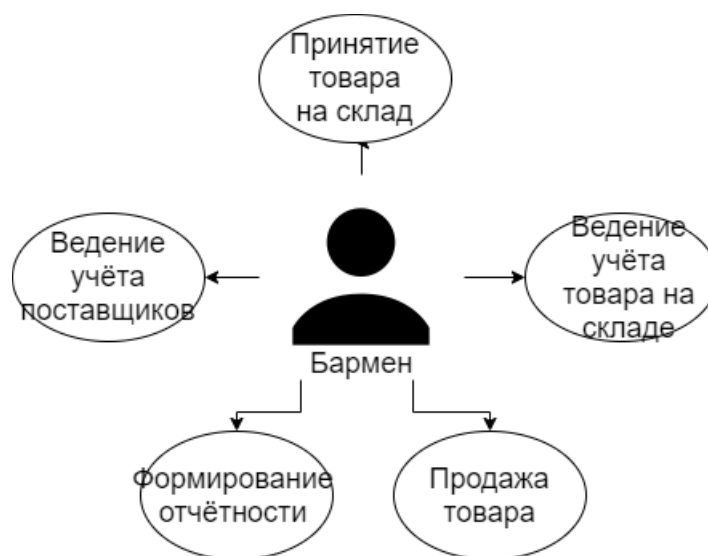 Принятие
товара
на склад
Ведение
учёта
поставщиков
Ведение
учёта
товара на
складе
Бармен
Формирование
отчётности
Продажа
товара